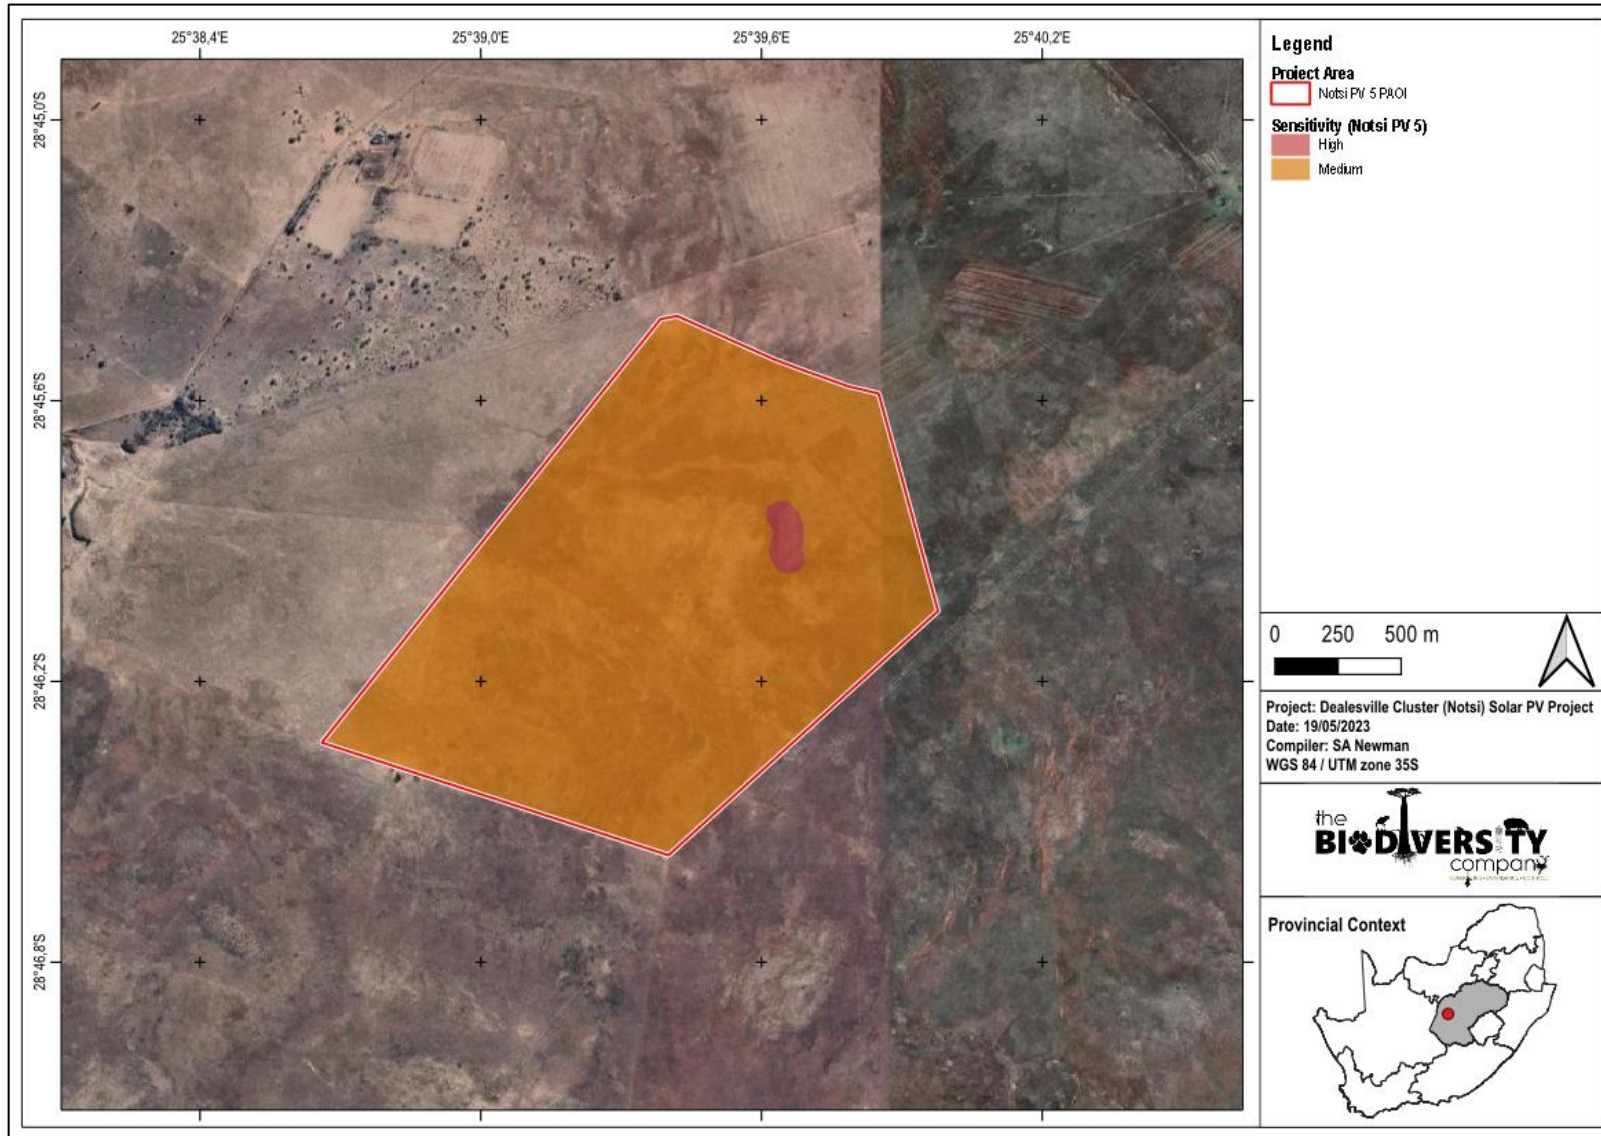 25°38,4'E 25°39,0'E 25°39,6'E 25°40,2'E
28°45,0'S
28°45,6'S
28°46,2'S
28°46,8'S
Legend
Project Area
Notsi PV 5 PAOI
Sensitivity (Notsi PV 5)
High
Medium
0 250 500 m
Project: Dealesville Cluster (Notsi) Solar PV Project
Date: 19/05/2023
Compiler: SA Newman
WGS 84 / UTM zone 35S
the
BIODIVERSITY
company
Provincial Context